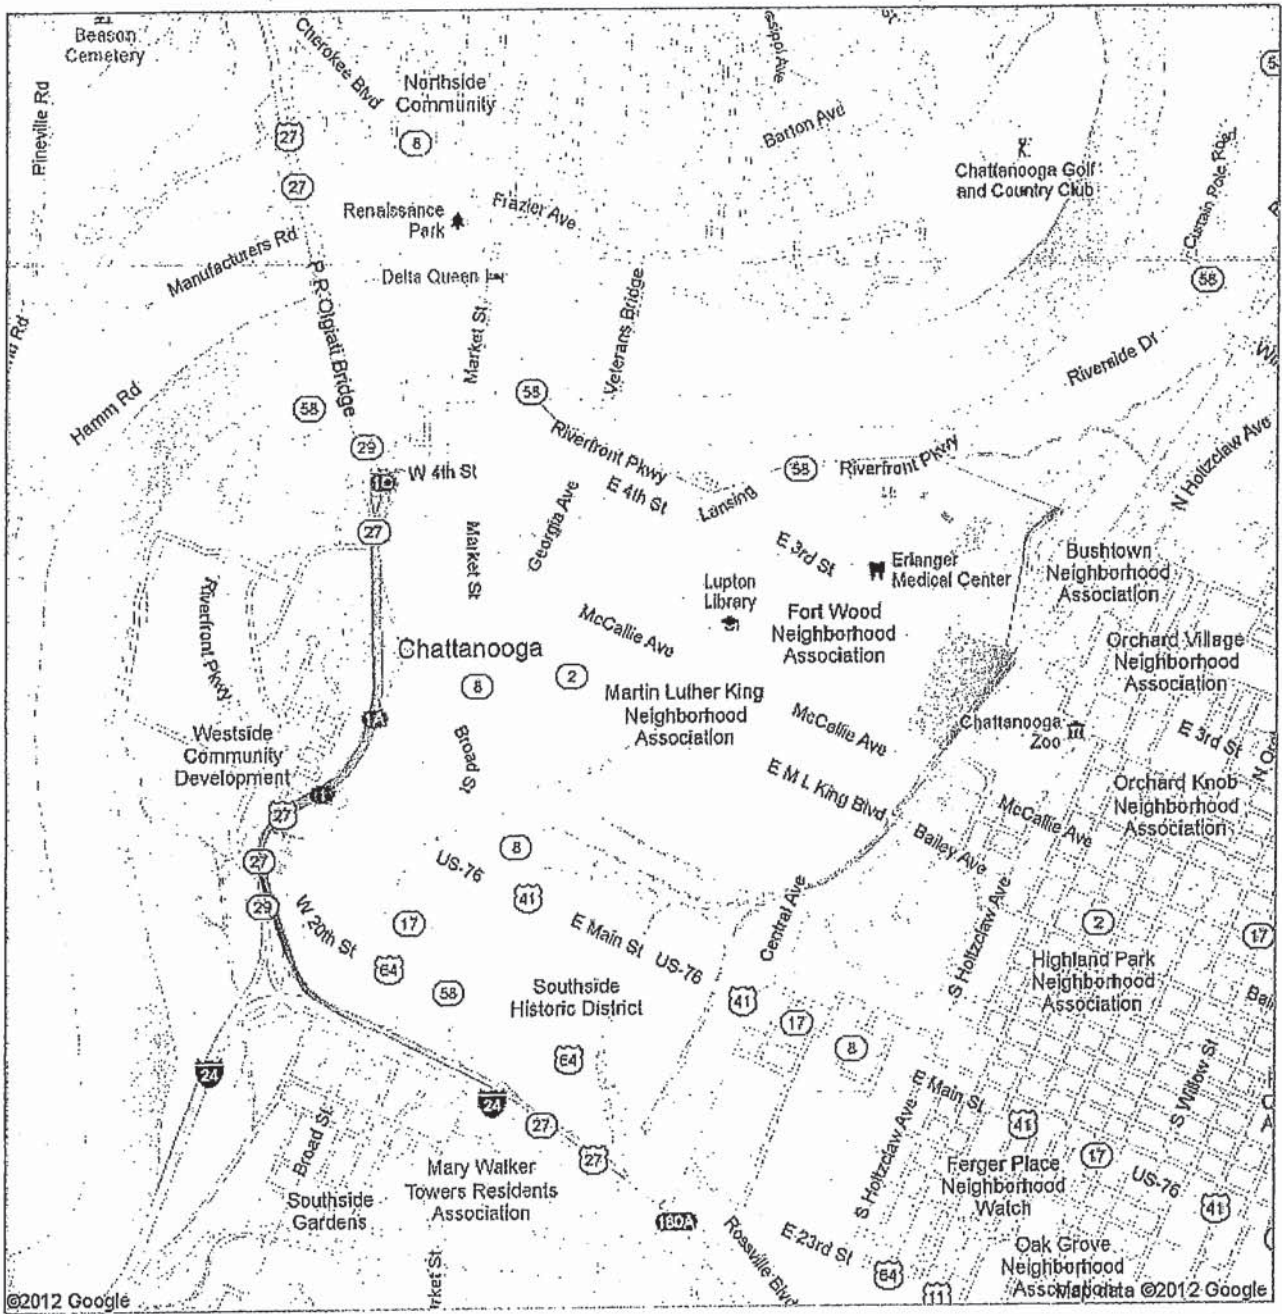 Beason
Cemetery
Cherokee Blvd
Northside
Community
Pineville Rd
27
8
Barton Ave
Chattanooga Golf
and Country Club
Custain Pole Road
27
Renaissance
Park
Frazier Ave
Manufacturers Rd
Delta Queen
58
P R Olgiati Bridge
Market St
Veterans Bridge
Riverside Dr
Hamm Rd
58
58
29
Riverfront Pkwy
58
Riverfront Pkwy
N Holtzclaw Ave
1C
W 4th St
E 4th St
Lansing
27
Market St
Georgia Ave
E 3rd St
Erlanger
Medical Center
Bushtown
Neighborhood
Association
Riverfront Pkwy
Lupton
Library
McCallie Ave
Fort Wood
Neighborhood
Association
Chattanooga
Orchard Village
Neighborhood
Association
8
2
Martin Luther King
Neighborhood
Association
1A
McCallie Ave
Chattanooga
Zoo
E 3rd St
Westside
Community
Development
Broad St
E M L King Blvd
Orchard Knob
Neighborhood
Association
27
McCallie Ave
Bailey Ave
27
US-76
8
29
W 20th St
17
41
E Main St
US-76
Central Ave
S Holtzclaw Ave
2
17
64
58
Southside
Historic District
Highland Park
Neighborhood
Association
41
17
8
64
24
24
27
27
E Main St
S Willow St
41
Broad St
S Holtzclaw Ave
17
Mary Walker
Towers Residents
Association
Southside
Gardens
Ferger Place
Neighborhood
Watch
US-76
41
180A
Rossville Blvd
E 23rd St
64
11
Oak Grove
Neighborhood
Association
©2012 Google
Map data ©2012 Google